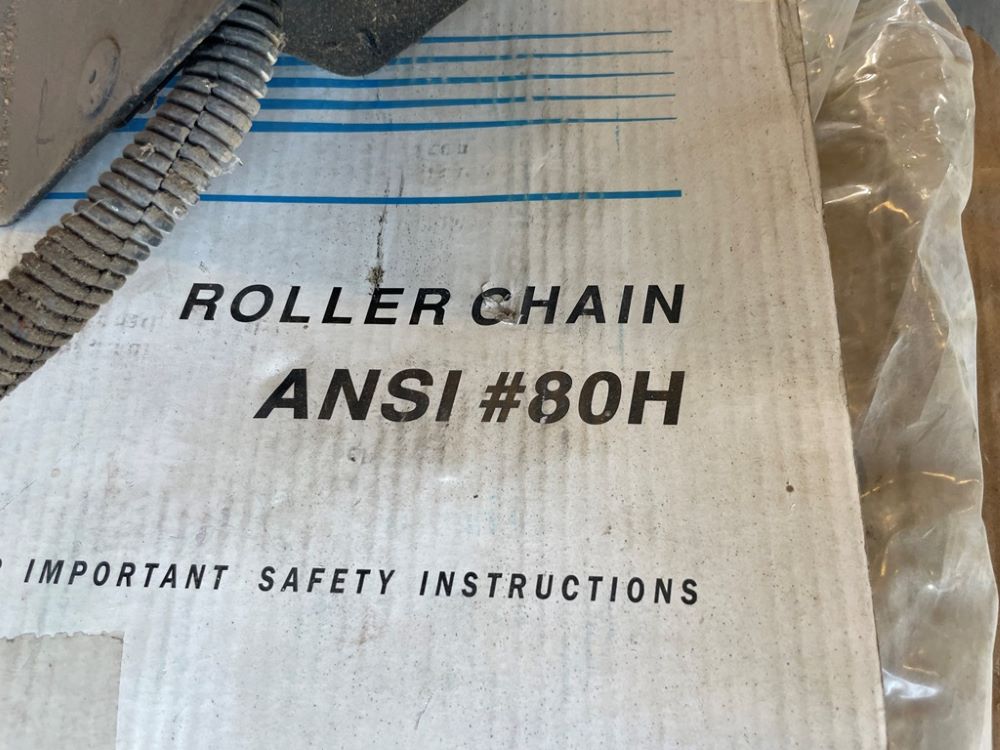 ROLLER CHAIN
ANSI #80H
IMPORTANT SAFETY INSTRUCTIONS